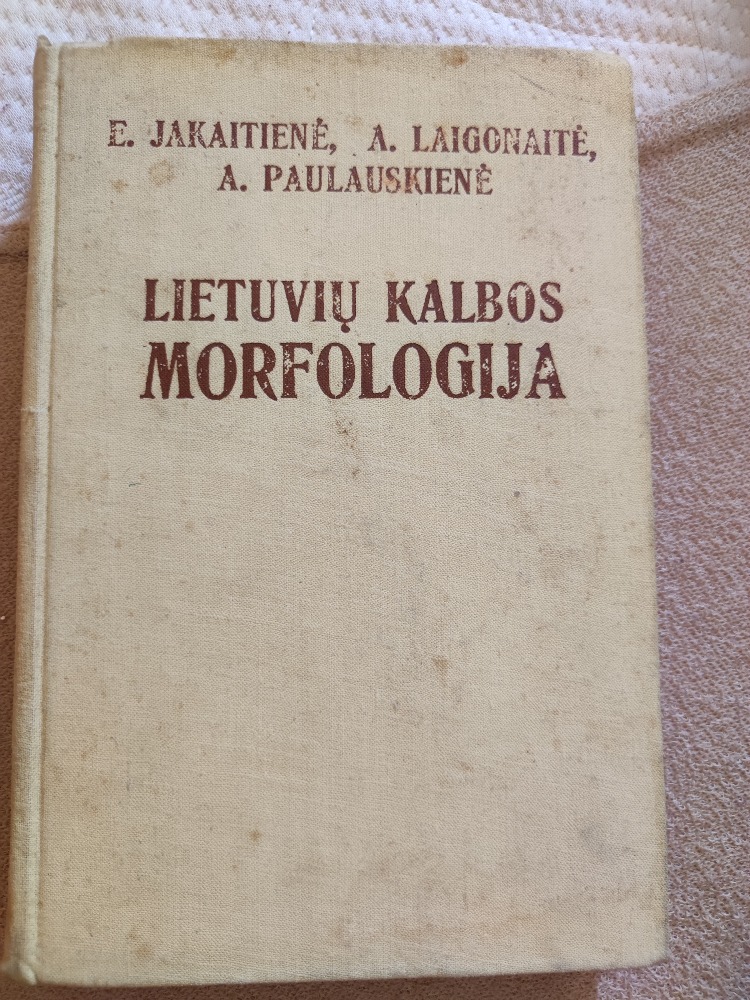 E. JAKAITIENĖ, A. LAIGONAITĖ,
A. PAULAUSKIENĖ
LIETUVIŲ KALBOS
MORFOLOGIJA